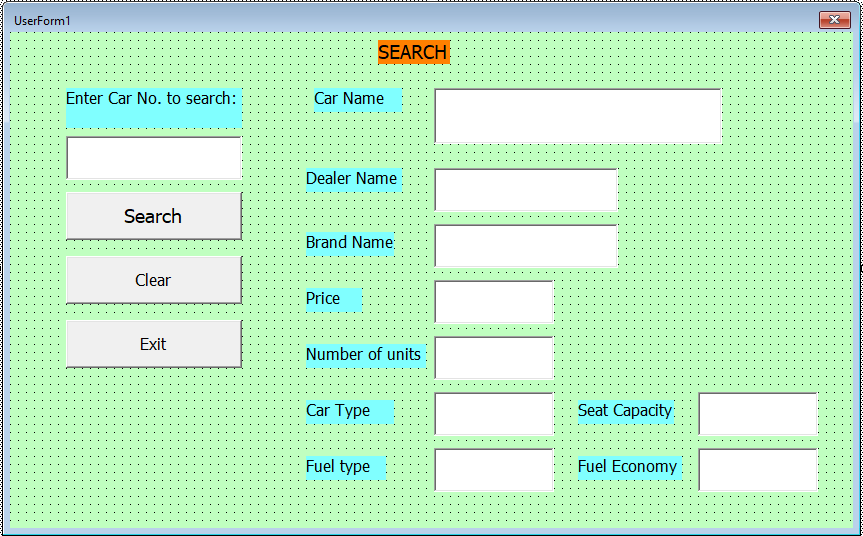 UserForm1
SEARCH
Enter Car No. to search:
Search
Clear
Exit
Car Name
Dealer Name
Brand Name
Price
Number of units
Car Type
Seat Capacity
Fuel type
Fuel Economy